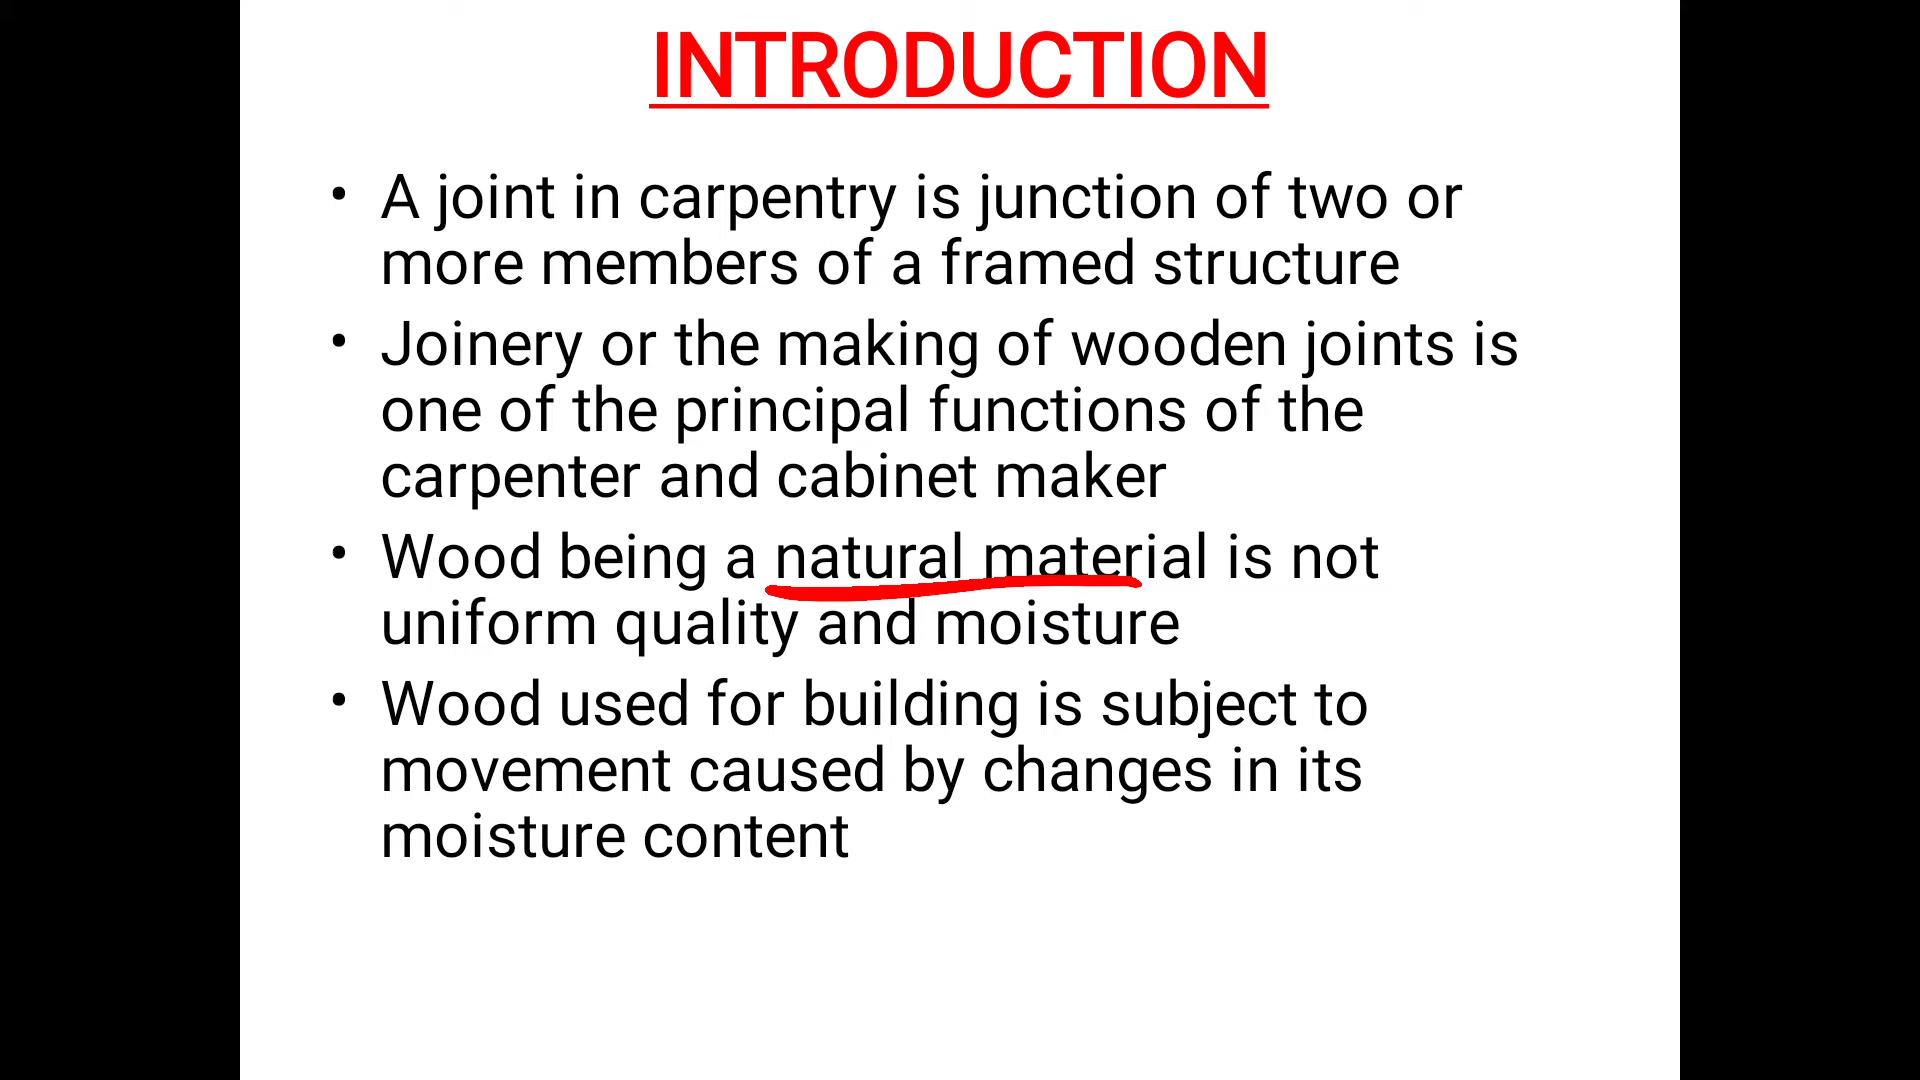 INTRODUCTION
• A joint in carpentry is junction of two or
more members of a framed structure
• Joinery or the making of wooden joints is
one of the principal functions of the
carpenter and cabinet maker
• Wood being a natural material is not
uniform quality and moisture
• Wood used for building is subject to
movement caused by changes in its
moisture content